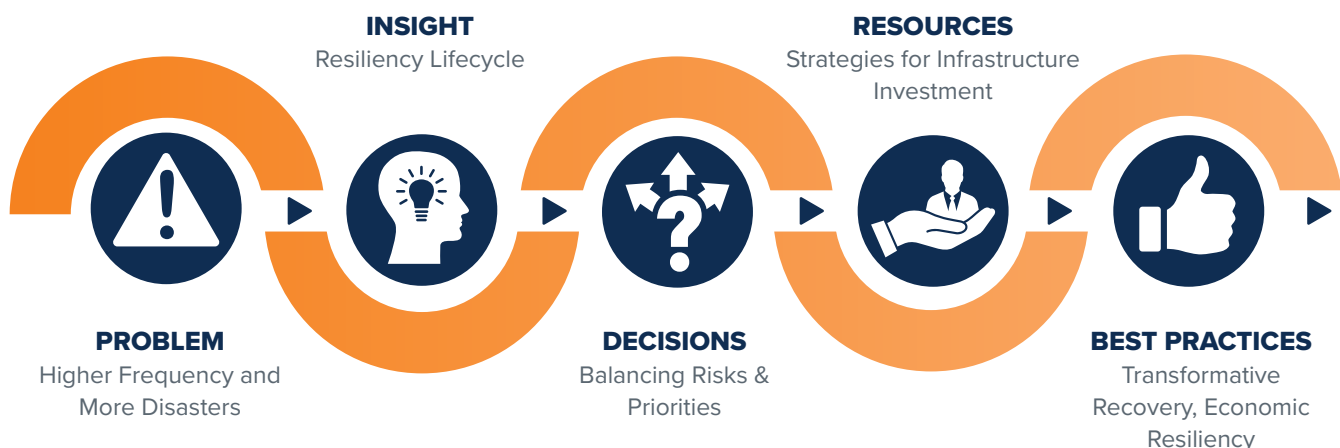 INSIGHT
Resiliency Lifecycle
RESOURCES
Strategies for Infrastructure
Investment
PROBLEM
Higher Frequency and
More Disasters
DECISIONS
Balancing Risks &
Priorities
BEST PRACTICES
Transformative
Recovery, Economic
Resiliency